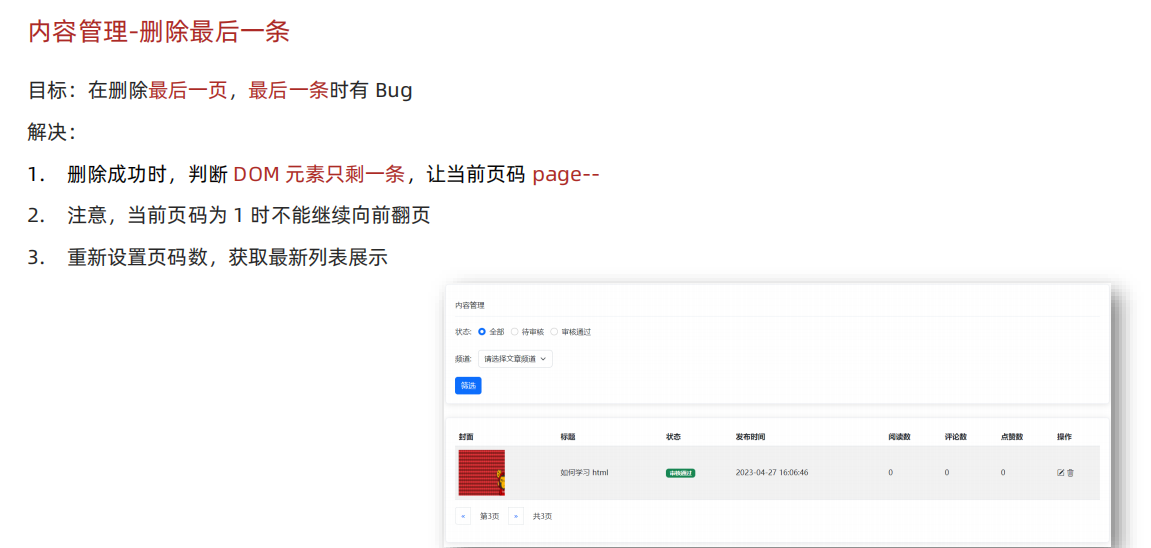 内容管理-删除最后一条
目标：在删除最后一页，最后一条时有 Bug
解决：
1. 删除成功时，判断 DOM 元素只剩一条，让当前页码 page--
2. 注意，当前页码为 1 时不能继续向前翻页
3. 重新设置页码数，获取最新列表展示
内容管理
状态: 全部 待审核 审核通过
频道: 请选择文章频道
筛选
封面 标题 状态 发布时间 阅读数 评论数 点赞数 操作
如何学习 html 审核通过 2023-04-27 16:06:46 0 0 0
« 第3页 » 共3页